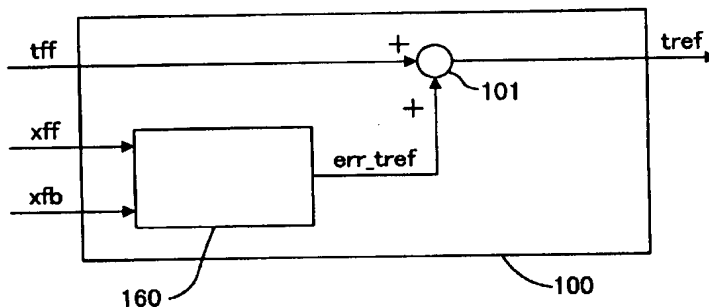 tff
+
tref
101
+
xff
err_tref
xfb
160
100